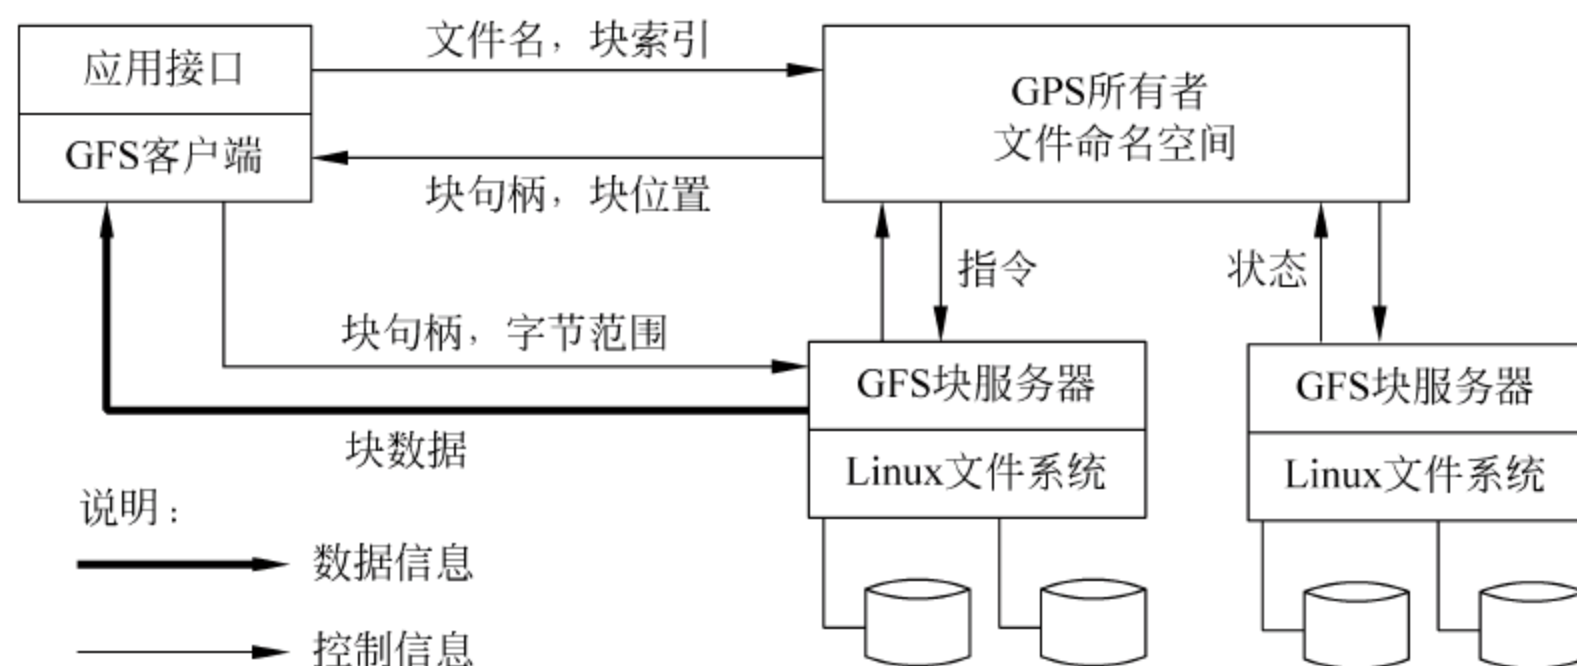 应用接口
GFS客户端
文件名，块索引
块句柄，块位置
GPS所有者
文件命名空间
指令
状态
块句柄，字节范围
块数据
GFS块服务器
Linux文件系统
GFS块服务器
Linux文件系统
说明：
数据信息
控制信息